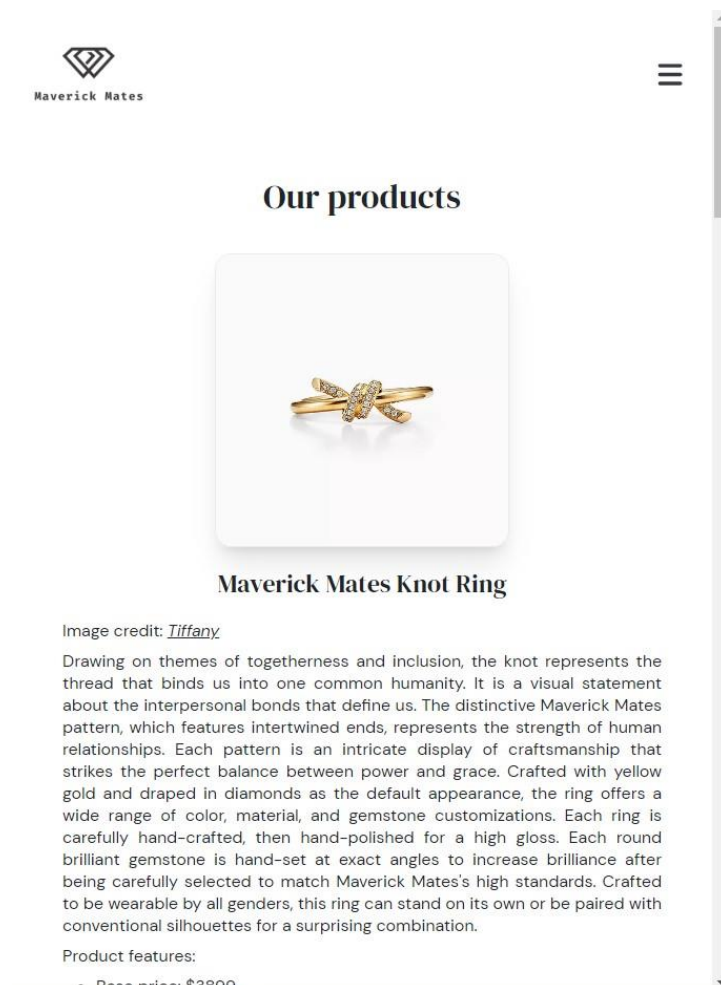 Maverick Mates
Our products
Maverick Mates Knot Ring
Image credit: Tiffany
Drawing on themes of togetherness and inclusion, the knot represents the
thread that binds us into one common humanity. It is a visual statement
about the interpersonal bonds that define us. The distinctive Maverick Mates
pattern, which features intertwined ends, represents the strength of human
relationships. Each pattern is an intricate display of craftsmanship that
strikes the perfect balance between power and grace. Crafted with yellow
gold and draped in diamonds as the default appearance, the ring offers a
wide range of color, material, and gemstone customizations. Each ring is
carefully hand-crafted, then hand-polished for a high gloss. Each round
brilliant gemstone is hand-set at exact angles to increase brilliance after
being carefully selected to match Maverick Mates's high standards. Crafted
to be wearable by all genders, this ring can stand on its own or be paired with
conventional silhouettes for a surprising combination.
Product features:
Base price: